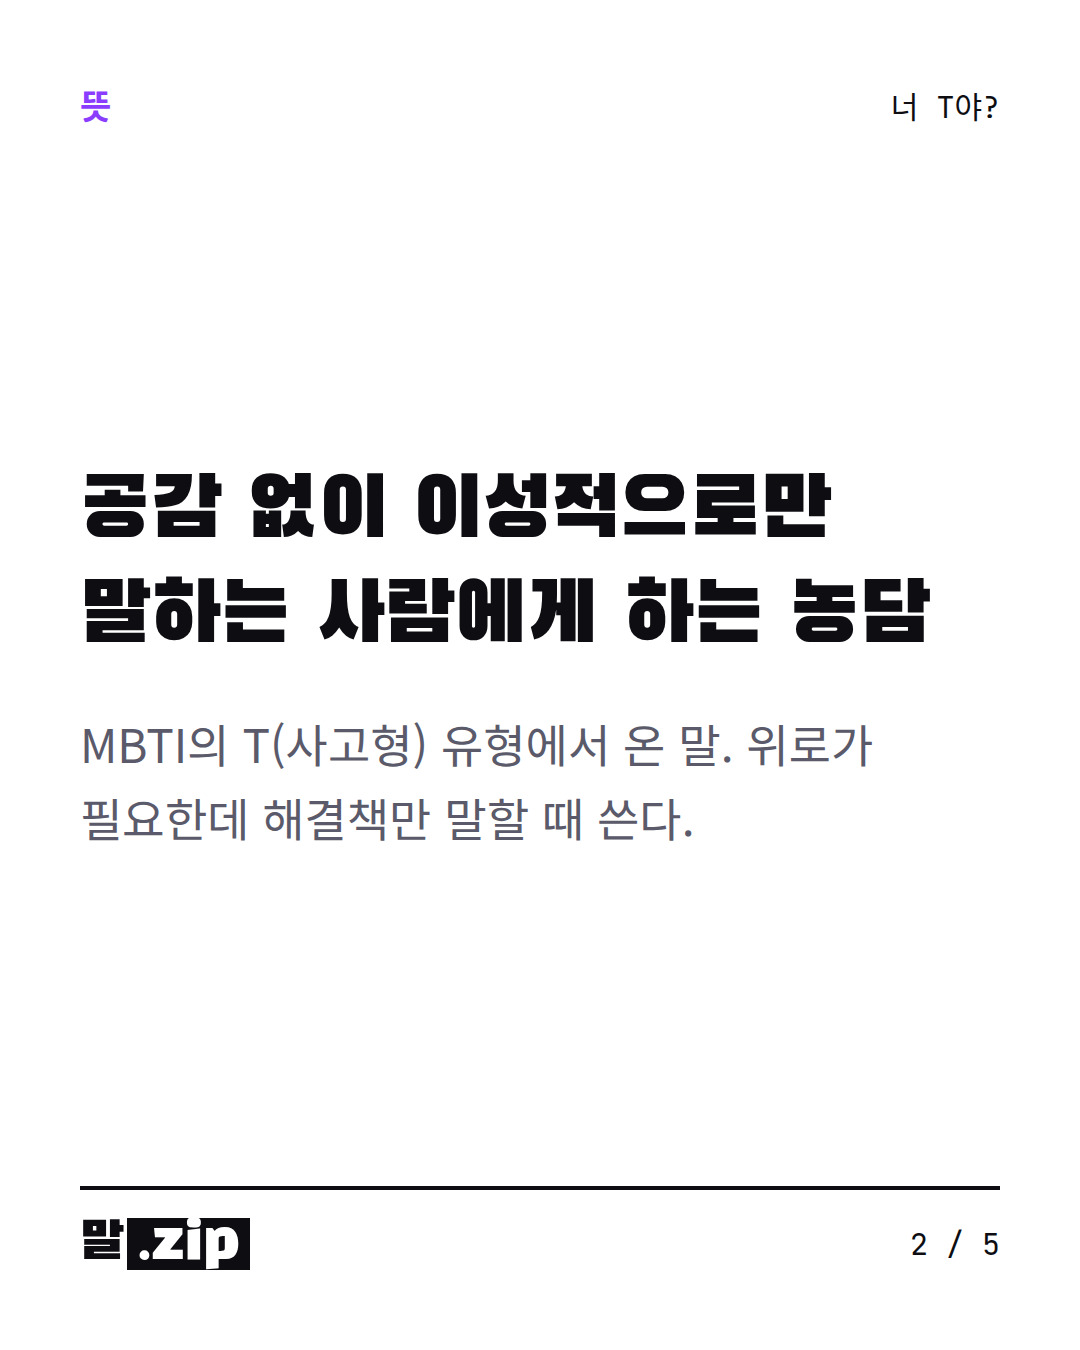 뜻
너 T야?
공감 없이 이성적으로만
말하는 사람에게 하는 농담
MBTI의 T(사고형) 유형에서 온 말. 위로가
필요한데 해결책만 말할 때 쓴다.
말.zip
2 / 5